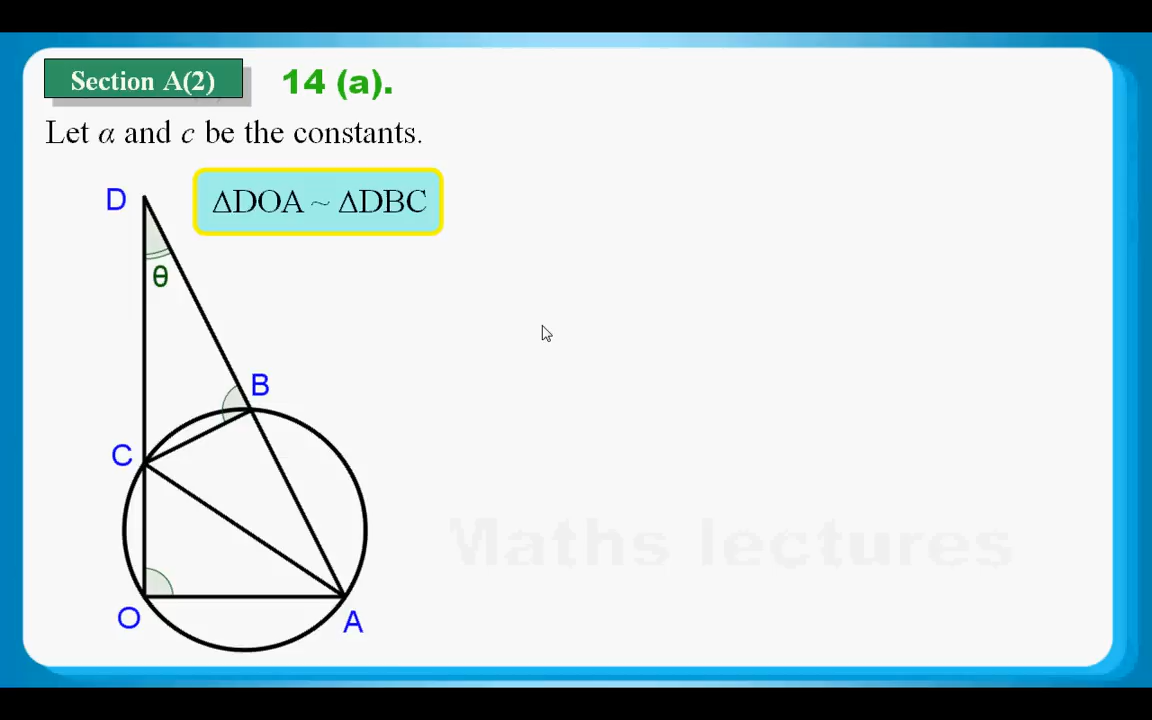 Section A(2)
14 (a).
Let α and c be the constants.
D
ΔDOA ~ ΔDBC
θ
B
C
Maths lectures
O
A